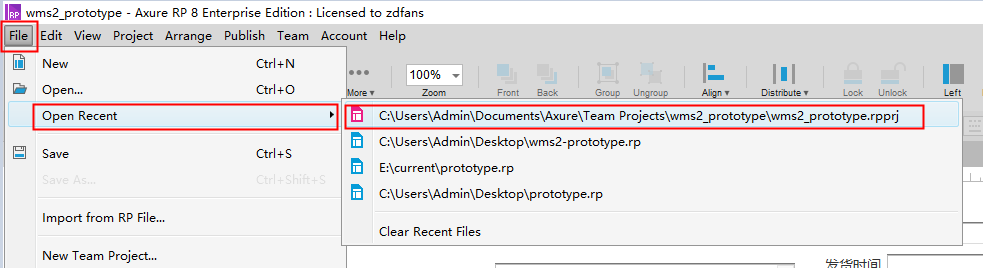 RP wms2_prototype - Axure RP 8 Enterprise Edition : Licensed to zdfans
File Edit View Project Arrange Publish Team Account Help
New Ctrl+N
Open... Ctrl+O
Open Recent
Save Ctrl+S
Save As... Ctrl+Shift+S
Import from RP File...
New Team Project...
More 100% Zoom Front Back Group Ungroup Align Distribute Lock Unlock Left
C:\Users\Admin\Documents\Axure\Team Projects\wms2_prototype\wms2_prototype.rpprj
C:\Users\Admin\Desktop\wms2-prototype.rp
E:\current\prototype.rp
C:\Users\Admin\Desktop\prototype.rp
Clear Recent Files
发货时间